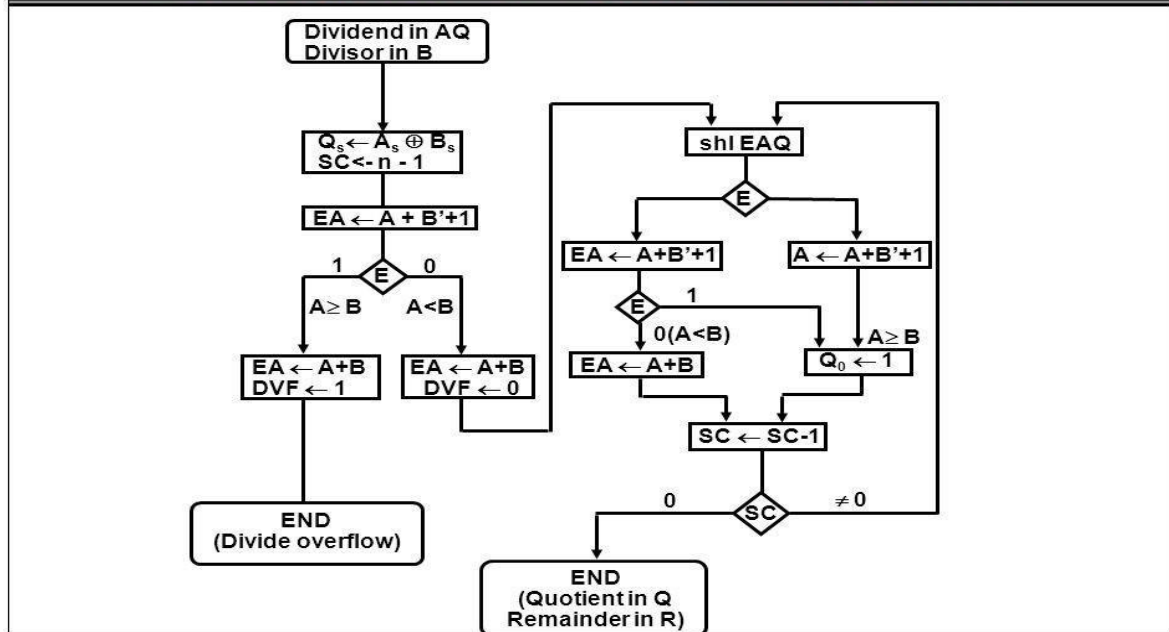 Dividend in AQ
Divisor in B
Qs ← As ⊕ Bs
SC<- n - 1
EA ← A + B'+1
E
1
0
A≥ B
A<B
EA ← A+B
DVF ← 1
EA ← A+B
DVF ← 0
END
(Divide overflow)
shl EAQ
E
EA ← A+B’+1
A ← A+B’+1
E
1
0(A<B)
A≥ B
EA ← A+B
Q0 ← 1
SC ← SC-1
0
SC
≠ 0
END
(Quotient in Q
Remainder in R)